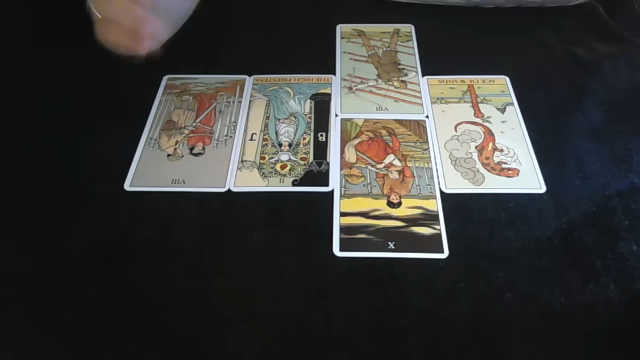 VIII
THE HIGH PRIESTESS
J
B
II
VIII
ACE OF WANDS
X